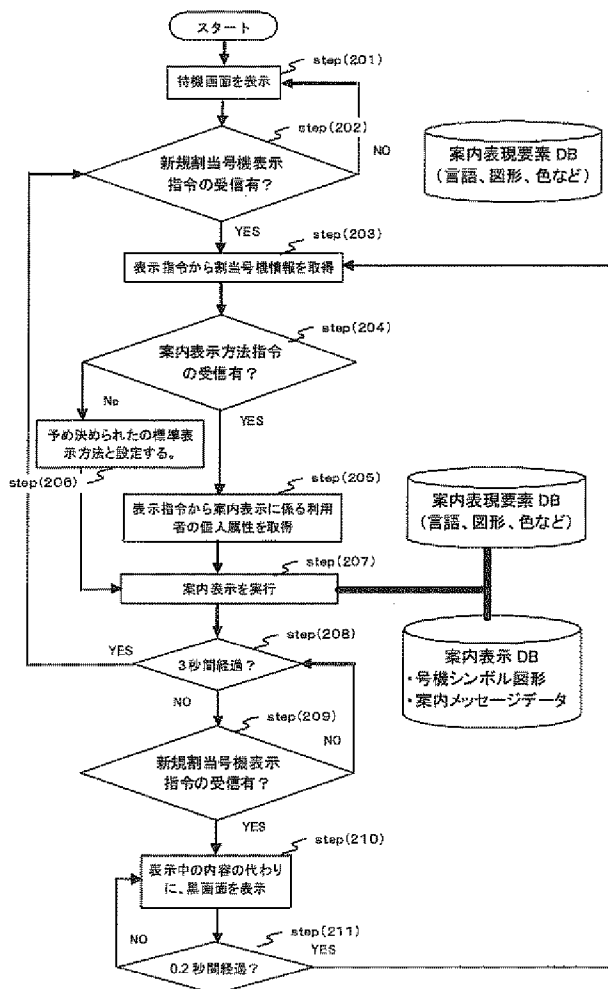 スタート
step(201)
待機画面を表示
step(202)
新規割当号機表示
指令の受信有？
NO
案内表現要素 DB
（言語、図形、色など）
YES
step(203)
表示指令から割当号機情報を取得
step(204)
案内表示方法指令
の受信有？
No
YES
予め決められたの標準表
示方法と設定する。
step(206)
step(205)
表示指令から案内表示に係る利用
者の個人属性を取得
案内表現要素 DB
（言語、図形、色など）
step(207)
案内表示を実行
step(208)
YES
3秒間経過？
案内表示 DB
・号機シンボル図形
・案内メッセージデータ
NO
step(209)
NO
新規割当号機表示
指令の受信有？
YES
step(210)
表示中の内容の代わり
に、黒画面を表示
NO
step(211)
YES
0.2秒間経過？